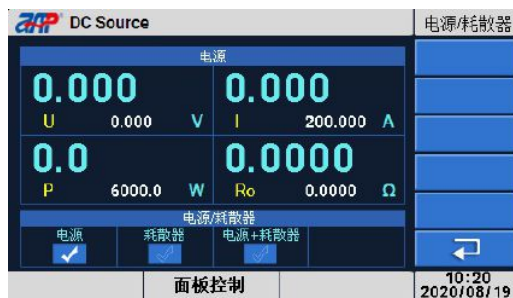 ZAP DC Source
电源/耗散器
电源
0.000 0.000
U 0.000 V I 200.000 A
0.0 0.0000
P 6000.0 W Ro 0.0000 Ω
电源/耗散器
电源 耗散器 电源+耗散器
面板控制
10:20
2020/08/19